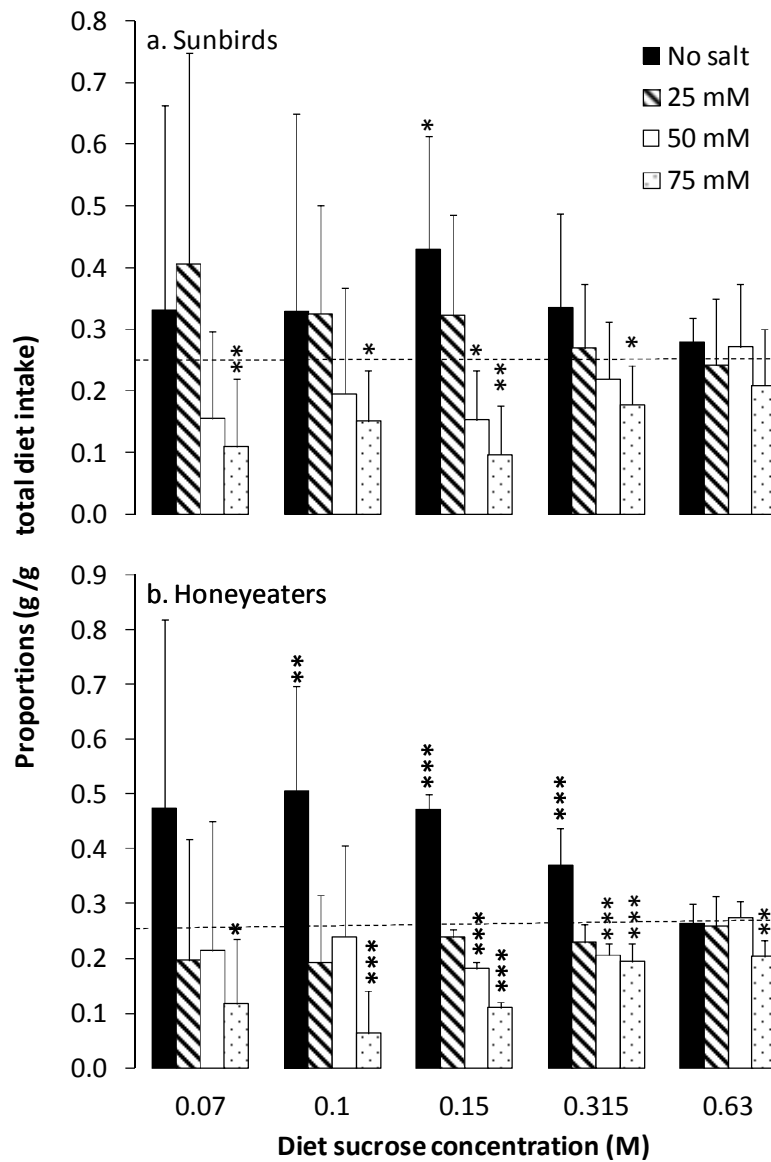 0.8
a. Sunbirds
No salt
25 mM
50 mM
75 mM
0.7
0.6
0.5
0.4
0.3
0.2
0.1
0.0
* * * * * * * * *
Proportions (g /g total diet intake)
0.9
b. Honeyeaters
0.8
0.7
0.6
0.5
0.4
0.3
0.2
0.1
0.0
** *** *** * *** *** *** *** *** **
0.07 0.1 0.15 0.315 0.63
Diet sucrose concentration (M)